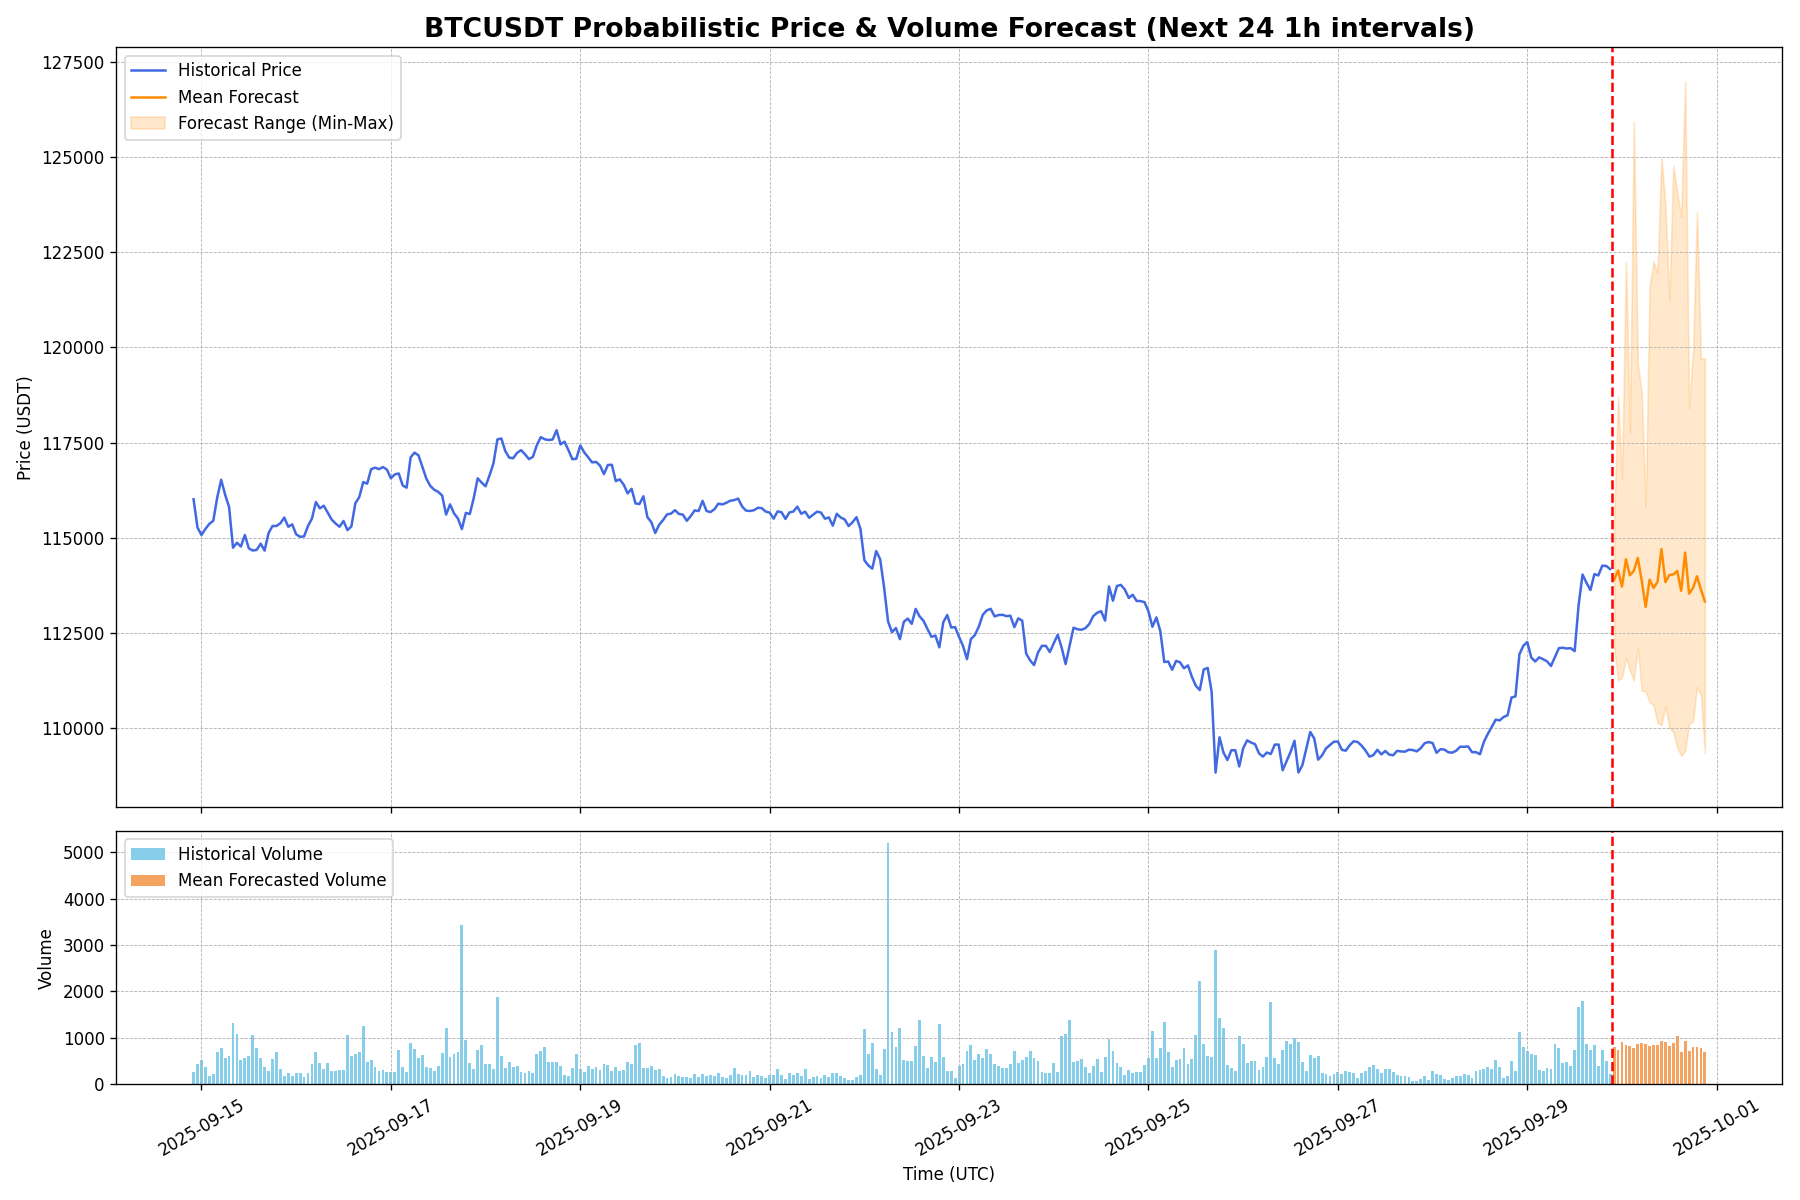 BTCUSDT Probabilistic Price & Volume Forecast (Next 24 1h intervals)
Historical Price
Mean Forecast
Forecast Range (Min-Max)
127500
125000
122500
120000
117500
115000
112500
110000
Price (USDT)
Historical Volume
Mean Forecasted Volume
5000
4000
3000
2000
1000
0
Volume
2025-09-15
2025-09-17
2025-09-19
2025-09-21
2025-09-23
2025-09-25
2025-09-27
2025-09-29
2025-10-01
Time (UTC)